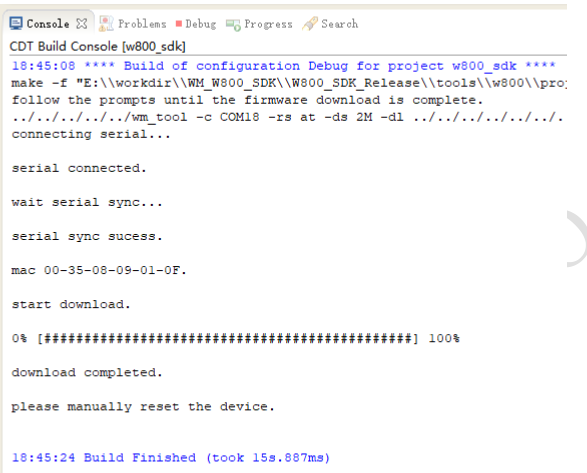 Console Problems Debug Progress Search
CDT Build Console [w800_sdk]
18:45:08 **** Build of configuration Debug for project w800_sdk ****
make -f "E:\\workdir\\WM_W800_SDK\\W800_SDK_Release\\tools\\w800\\pro
follow the prompts until the firmware download is complete.
../../../../../wm_tool -c COM18 -rs at -ds 2M -dl ../../../../../../.
connecting serial...
serial connected.
wait serial sync...
serial sync sucess.
mac 00-35-08-09-01-0F.
start download.
0% [##############################################] 100%
download completed.
please manually reset the device.
18:45:24 Build Finished (took 15s.887ms)